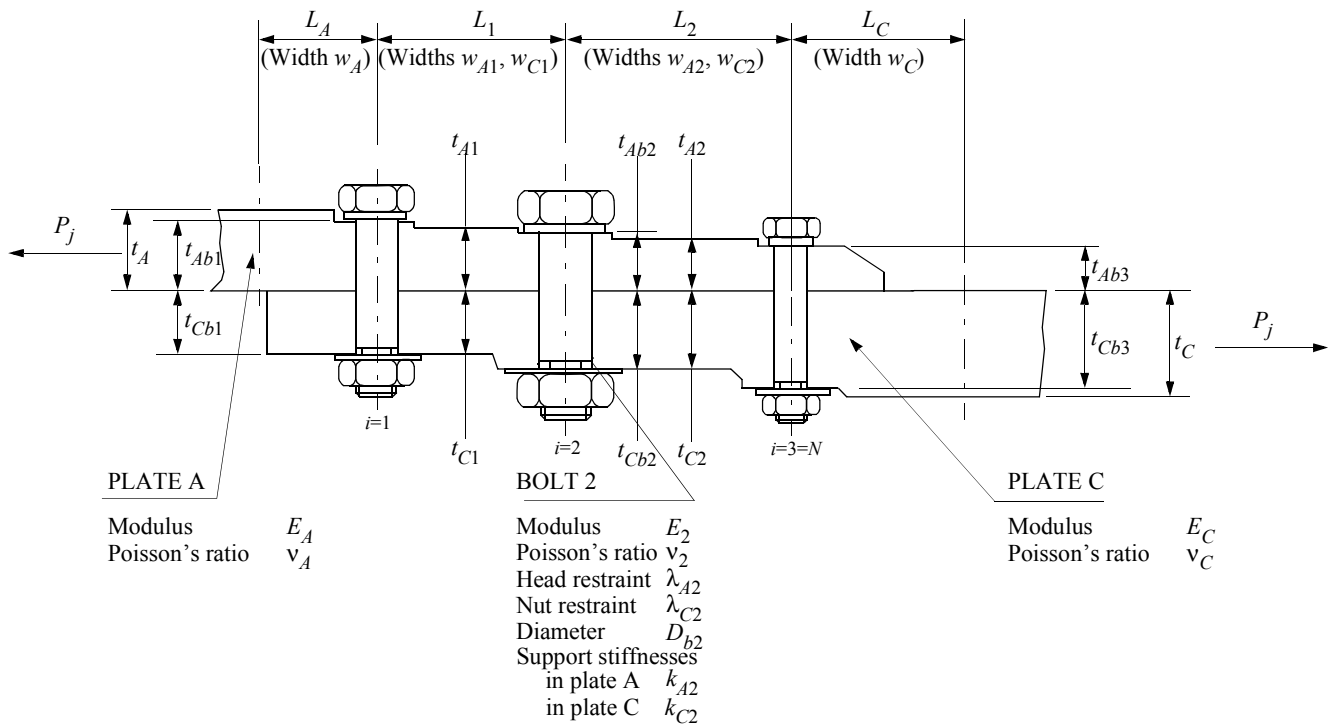 L_A L_1 L_2 L_C
(Width w_A) (Widths w_A1, w_C1) (Widths w_A2, w_C2) (Width w_C)
t_A1 t_Ab2 t_A2
P_j t_A t_Ab1 t_Ab3
t_Cb1 t_Cb3 t_C P_j
i=1 i=2 i=3=N
t_C1 t_Cb2 t_C2
PLATE A BOLT 2 PLATE C
Modulus E_A
Poisson’s ratio ν_A
Modulus E_2
Poisson’s ratio ν_2
Head restraint λ_A2
Nut restraint λ_C2
Diameter D_b2
Support stiffnesses
in plate A k_A2
in plate C k_C2
Modulus E_C
Poisson’s ratio ν_C